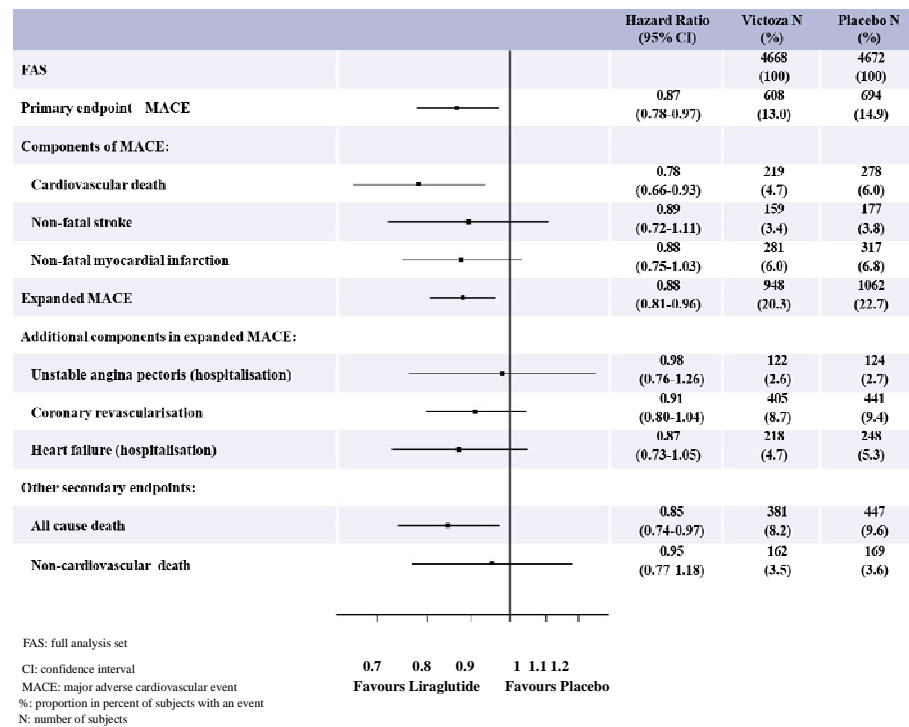 Hazard Ratio Victoza N Placebo N
(95% CI) (%) (%)
FAS 4668 4672
(100) (100)
Primary endpoint MACE 0.87 608 694
(0.78-0.97) (13.0) (14.9)
Components of MACE:
Cardiovascular death 0.78 219 278
(0.66-0.93) (4.7) (6.0)
Non-fatal stroke 0.89 159 177
(0.72-1.11) (3.4) (3.8)
Non-fatal myocardial infarction 0.88 281 317
(0.75-1.03) (6.0) (6.8)
Expanded MACE 0.88 948 1062
(0.81-0.96) (20.3) (22.7)
Additional components in expanded MACE:
Unstable angina pectoris (hospitalisation) 0.98 122 124
(0.76-1.26) (2.6) (2.7)
Coronary revascularisation 0.91 405 441
(0.80-1.04) (8.7) (9.4)
Heart failure (hospitalisation) 0.87 218 248
(0.73-1.05) (4.7) (5.3)
Other secondary endpoints:
All cause death 0.85 381 447
(0.74-0.97) (8.2) (9.6)
Non-cardiovascular death 0.95 162 169
(0.77 1.18) (3.5) (3.6)
FAS: full analysis set
CI: confidence interval 0.7 0.8 0.9 1 1.1 1.2
MACE: major adverse cardiovascular event Favours Liraglutide Favours Placebo
%: proportion in percent of subjects with an event
N: number of subjects